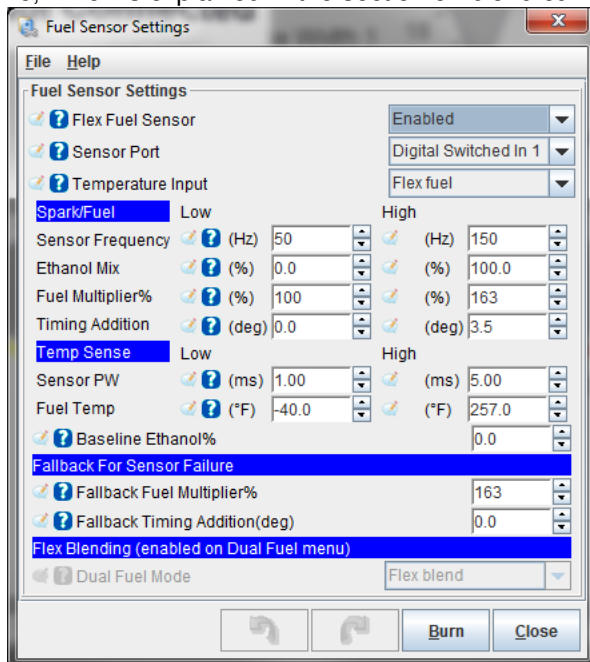 Fuel Sensor Settings
File Help
Fuel Sensor Settings
Flex Fuel Sensor Enabled
Sensor Port Digital Switched In 1
Temperature Input Flex fuel
Spark/Fuel Low High
Sensor Frequency (Hz) 50 (Hz) 150
Ethanol Mix (%) 0.0 (%) 100.0
Fuel Multiplier% (%) 100 (%) 163
Timing Addition (deg) 0.0 (deg) 3.5
Temp Sense Low High
Sensor PW (ms) 1.00 (ms) 5.00
Fuel Temp (°F) -40.0 (°F) 257.0
Baseline Ethanol% 0.0
Fallback For Sensor Failure
Fallback Fuel Multiplier% 163
Fallback Timing Addition(deg) 0.0
Flex Blending (enabled on Dual Fuel menu)
Dual Fuel Mode Flex blend
Burn Close